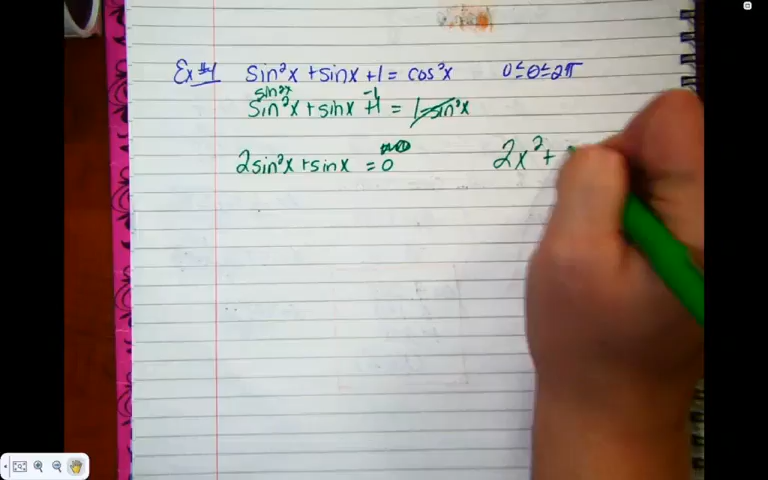 Ex #1 sin²x + sinx + 1 = cos²x 0 ≤ θ ≤ 2π
sin²x -1
sin²x + sinx + 1 = 1 - sin²x
2sin²x + sinx = 0 2x² +